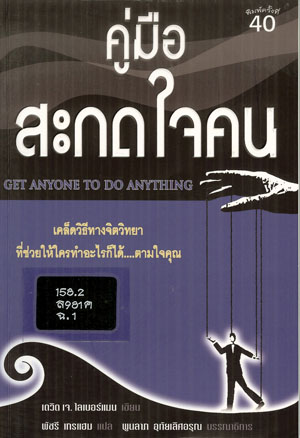 พิมพ์ครั้งที่
40
คู่มือ
สะกดใจคน
GET ANYONE TO DO ANYTHING
เคล็ดวิธีทางจิตวิทยา
ที่ช่วยให้ใครทำอะไรก็ได้....ตามใจคุณ
158.2
ฉ.1
เดวิด เจ. ไลเบอร์แมน เขียน
พัชรี เกรแฮม แปล พูนลาภ อุทัยเลิศอรุณ บรรณาธิการ